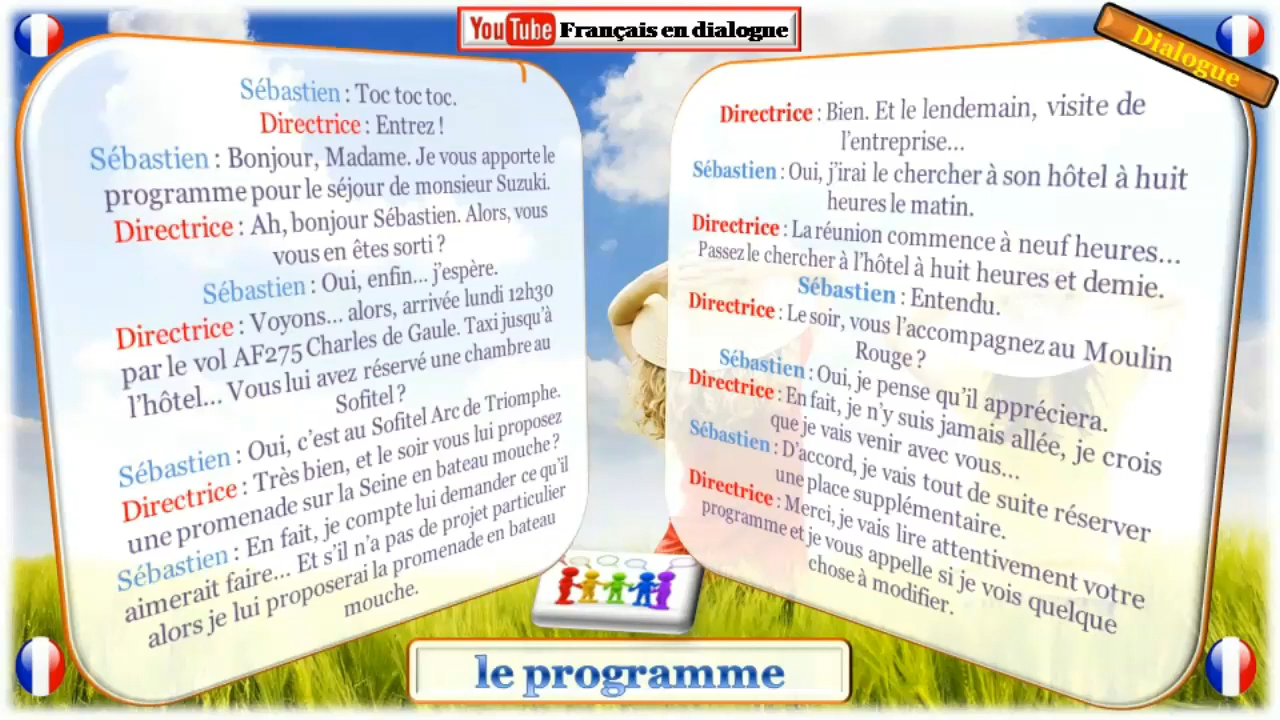 YouTube Français en dialogue
Dialogue
Sébastien : Toc toc toc.
Directrice : Entrez !
Sébastien : Bonjour, Madame. Je vous apporte le
programme pour le séjour de monsieur Suzuki.
Directrice : Ah, bonjour Sébastien. Alors, vous
vous en êtes sorti ?
Sébastien : Oui, enfin... j'espère.
Directrice : Voyons... alors, arrivée lundi 12h30
par le vol AF275 Charles de Gaule. Taxi jusqu'à
l'hôtel... Vous lui avez réservé une chambre au
Sofitel ?
Sébastien : Oui, c'est au Sofitel Arc de Triomphe.
Directrice : Très bien, et le soir vous lui proposez
une promenade sur la Seine en bateau mouche ?
Sébastien : En fait, je compte lui demander ce qu'il
aimerait faire... Et s'il n'a pas de projet particulier
alors je lui proposerai la promenade en bateau
mouche.
Directrice : Bien. Et le lendemain, visite de
l'entreprise...
Sébastien : Oui, j'irai le chercher à son hôtel à huit
heures le matin.
Directrice : La réunion commence à neuf heures...
Passez le chercher à l'hôtel à huit heures et demie.
Sébastien : Entendu.
Directrice : Le soir, vous l'accompagnez au Moulin
Rouge ?
Sébastien : Oui, je pense qu'il appréciera.
Directrice : En fait, je n'y suis jamais allée, je crois
que je vais venir avec vous...
Sébastien : D'accord, je vais tout de suite réserver
une place supplémentaire.
Directrice : Merci, je vais lire attentivement votre
programme et je vous appelle si je vois quelque
chose à modifier.
le programme